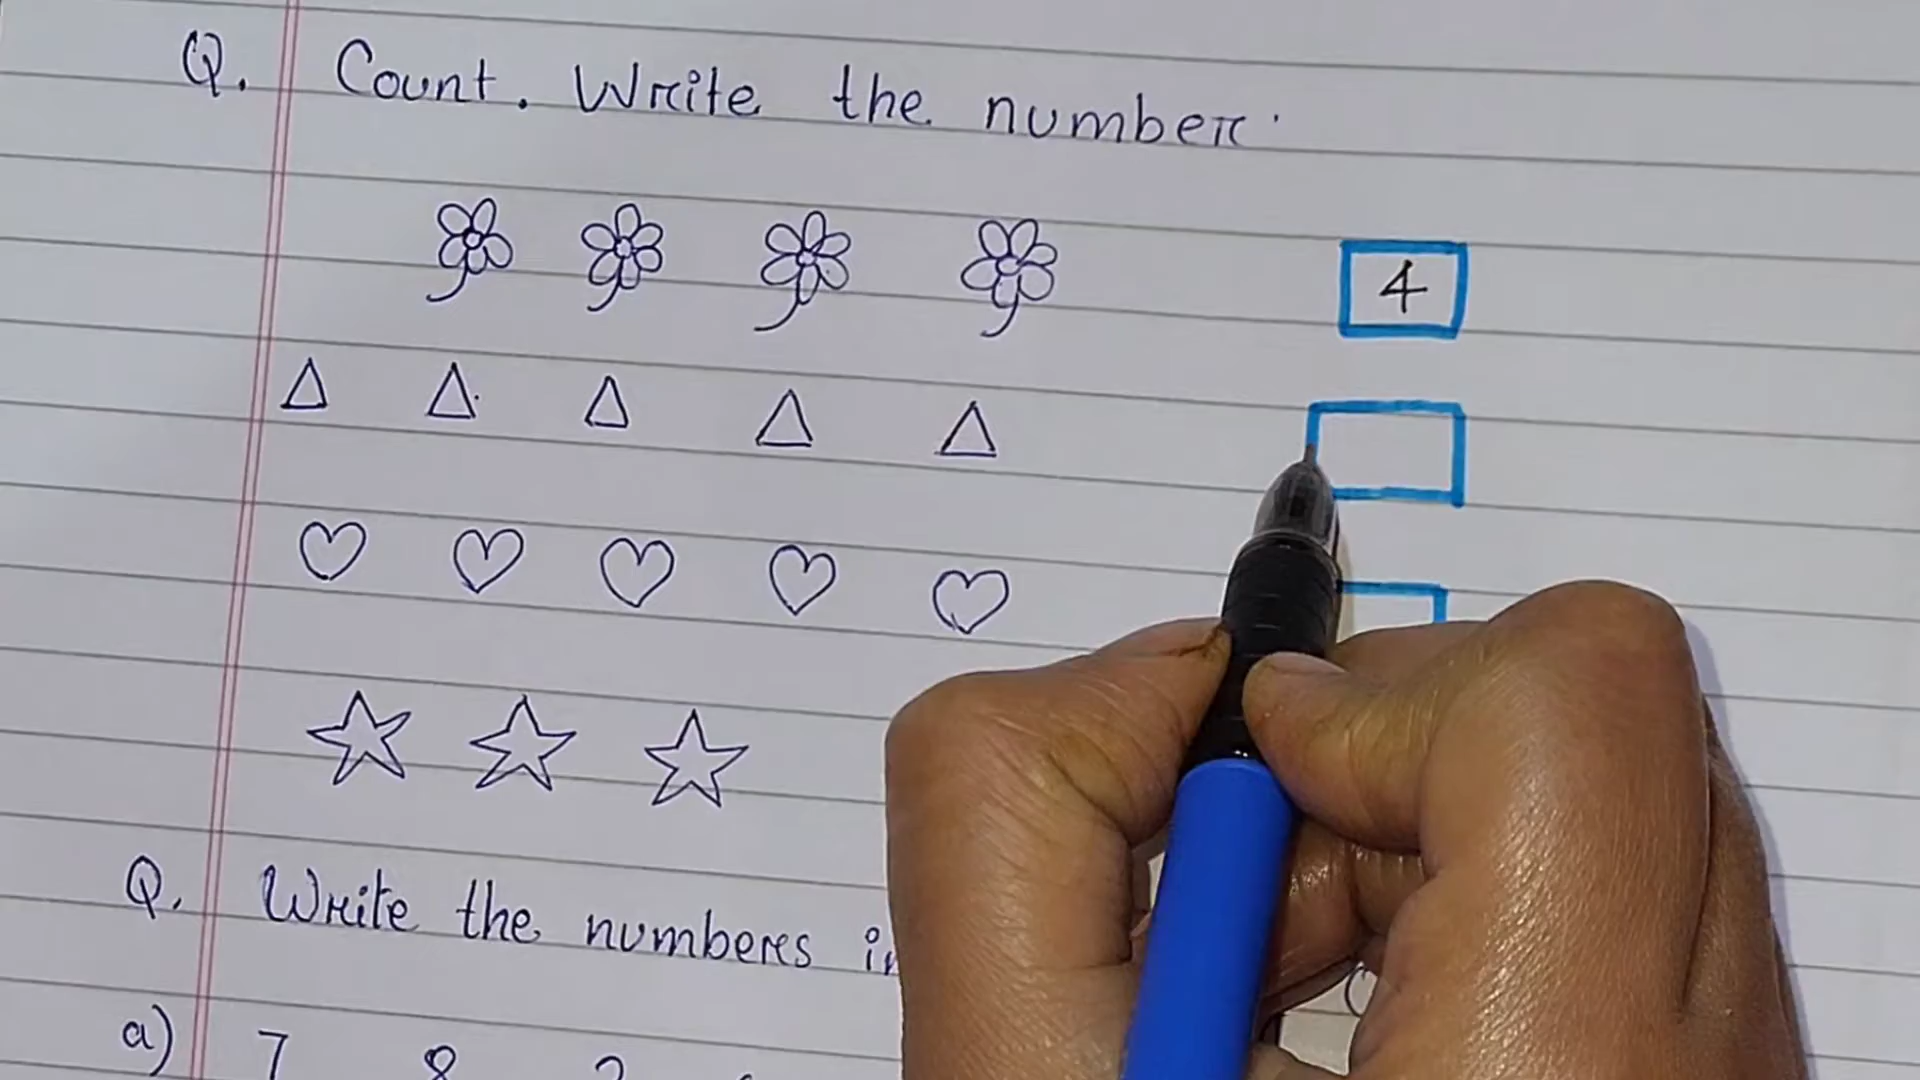 Q. Count. Write the number.
4
Q. Write the numbers
a) 7 8